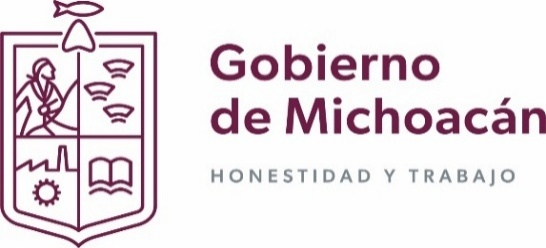 Gobierno
de Michoacán
HONESTIDAD Y TRABAJO